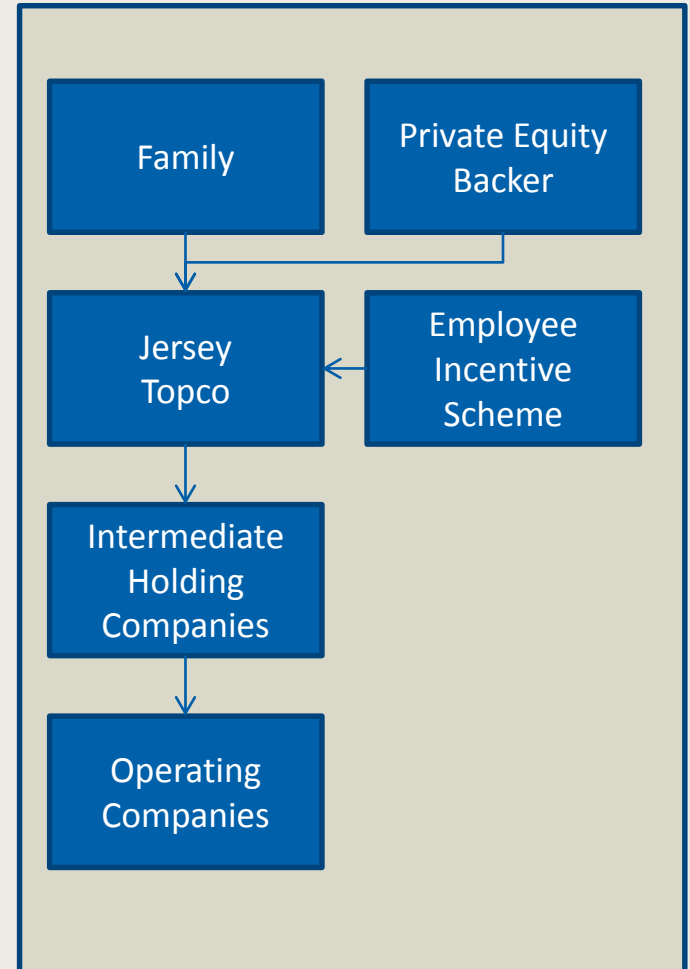 Family
Private Equity
Backer
Jersey
Topco
Employee
Incentive
Scheme
Intermediate
Holding
Companies
Operating
Companies